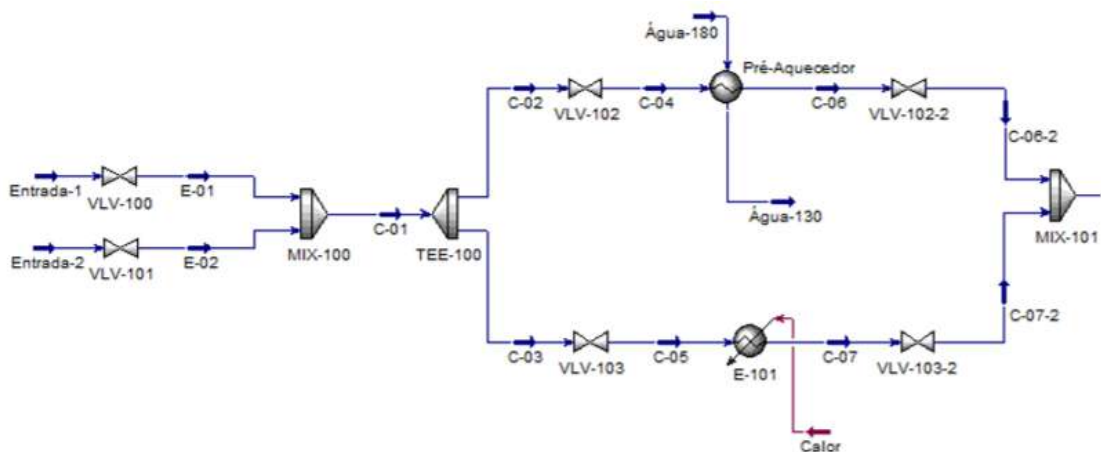 Água-180
Pré-Aquecedor
C-02
VLV-102
C-04
C-06
VLV-102-2
C-06-2
Entrada-1
VLV-100
E-01
Entrada-2
VLV-101
E-02
MIX-100
C-01
TEE-100
Água-130
MIX-101
C-03
VLV-103
C-05
E-101
C-07
VLV-103-2
C-07-2
Calor